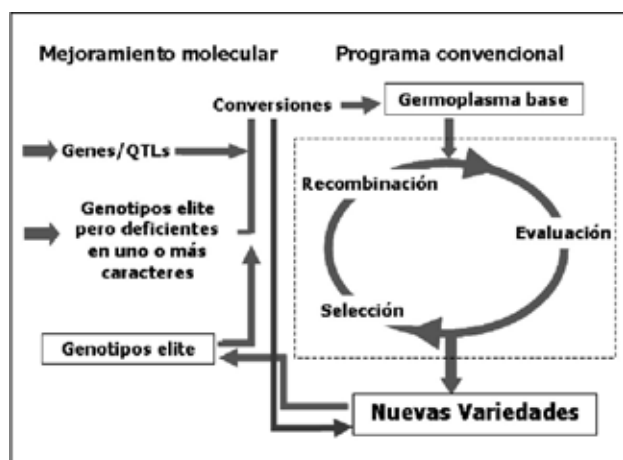 Mejoramiento molecular
Programa convencional
Conversiones
Germoplasma base
Genes/QTLs
Recombinación
Genotipos elite
pero deficientes
en uno o más
caracteres
Evaluación
Selección
Genotipos elite
Nuevas Variedades